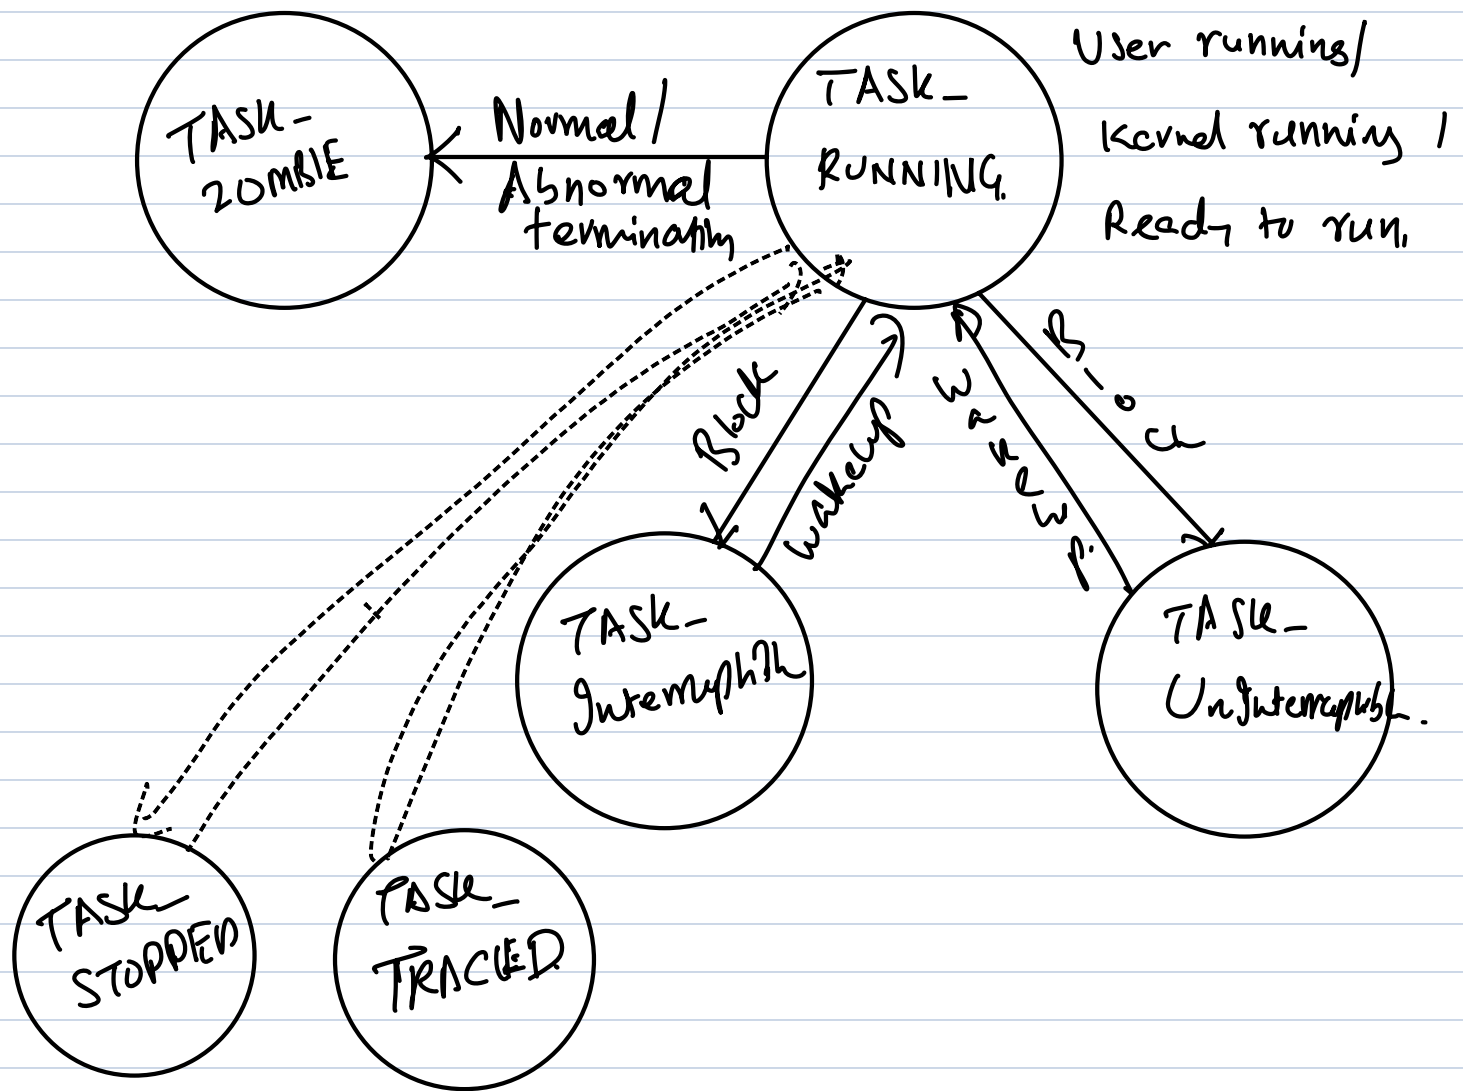 TASK_
ZOMBIE
Normal /
Abnormal
termination
TASK_
RUNNING.
User running/
Kernel running /
Ready to run.
Block
Wakeup
Wakeup.
Block
TASK_
Interruptible
TASK_
UnInterruptible.
TASK_
STOPPED
TASK_
TRACED